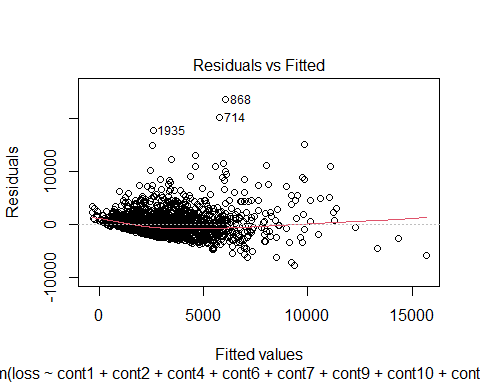 Residuals vs Fitted
868
714
1935
Residuals
10000
0
-10000
0 5000 10000 15000
Fitted values
m(loss ~ cont1 + cont2 + cont4 + cont6 + cont7 + cont9 + cont10 + cont